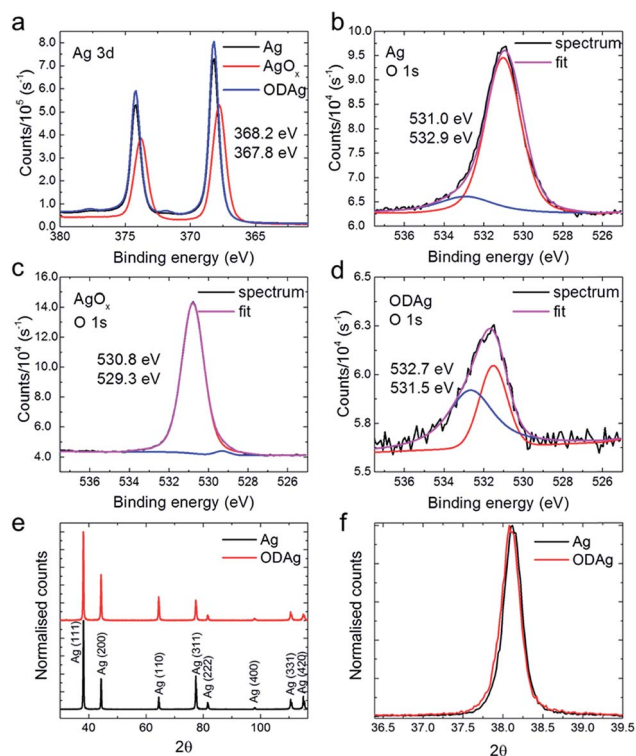 a
Ag 3d
Ag
AgOx
ODAg
368.2 eV
367.8 eV
Counts/10⁵ (s⁻¹)
8.0
7.0
6.0
5.0
4.0
3.0
2.0
1.0
0.0
380 375 370 365
Binding energy (eV)
b
Ag
O 1s
spectrum
fit
531.0 eV
532.9 eV
Counts/10⁴ (s⁻¹)
10.0
9.5
9.0
8.5
8.0
7.5
7.0
6.5
6.0
536 534 532 530 528 526
Binding energy (eV)
c
AgOx
O 1s
spectrum
fit
530.8 eV
529.3 eV
Counts/10⁴ (s⁻¹)
16.0
14.0
12.0
10.0
8.0
6.0
4.0
536 534 532 530 528 526
Binding energy (eV)
d
ODAg
O 1s
spectrum
fit
532.7 eV
531.5 eV
Counts/10⁴ (s⁻¹)
6.5
6.3
5.8
5.5
536 534 532 530 528 526
Binding energy (eV)
e
Ag
ODAg
Normalised counts
Ag (111)
Ag (200)
Ag (110)
Ag (311)
Ag (222)
Ag (400)
Ag (331)
Ag (420)
40 60 80 100
2θ
f
Ag
ODAg
Normalised counts
36.5 37.0 37.5 38.0 38.5 39.0 39.5
2θ